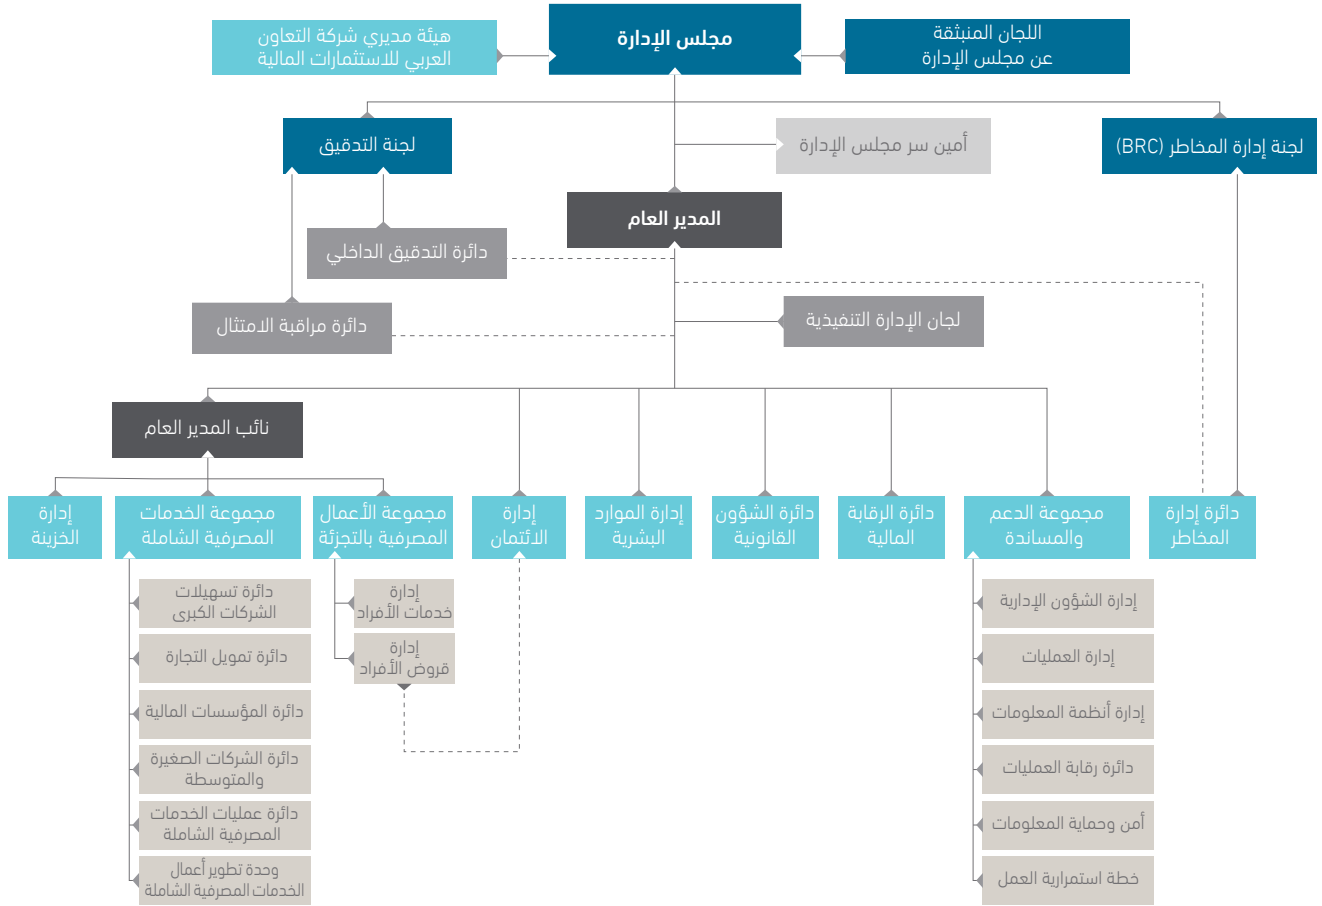 مجلس الإدارة
اللجان المنبثقة
عن مجلس الإدارة
هيئة مديري شركة التعاون
العربي للاستثمارات المالية
لجنة إدارة المخاطر (BRC)
أمين سر مجلس الإدارة
لجنة التدقيق
المدير العام
دائرة التدقيق الداخلي
لجان الإدارة التنفيذية
دائرة مراقبة الامتثال
نائب المدير العام
دائرة إدارة
المخاطر
مجموعة الدعم
والمساندة
دائرة الرقابة
المالية
دائرة الشؤون
القانونية
إدارة الموارد
البشرية
إدارة
الائتمان
مجموعة الأعمال
المصرفية بالتجزئة
مجموعة الخدمات
المصرفية الشاملة
إدارة
الخزينة
إدارة الشؤون الإدارية
إدارة العمليات
إدارة أنظمة المعلومات
دائرة رقابة العمليات
أمن وحماية المعلومات
خطة استمرارية العمل
إدارة
خدمات الأفراد
إدارة
قروض الأفراد
دائرة تسهيلات
الشركات الكبرى
دائرة تمويل التجارة
دائرة المؤسسات المالية
دائرة الشركات الصغيرة
والمتوسطة
دائرة عمليات الخدمات
المصرفية الشاملة
وحدة تطوير أعمال
الخدمات المصرفية الشاملة